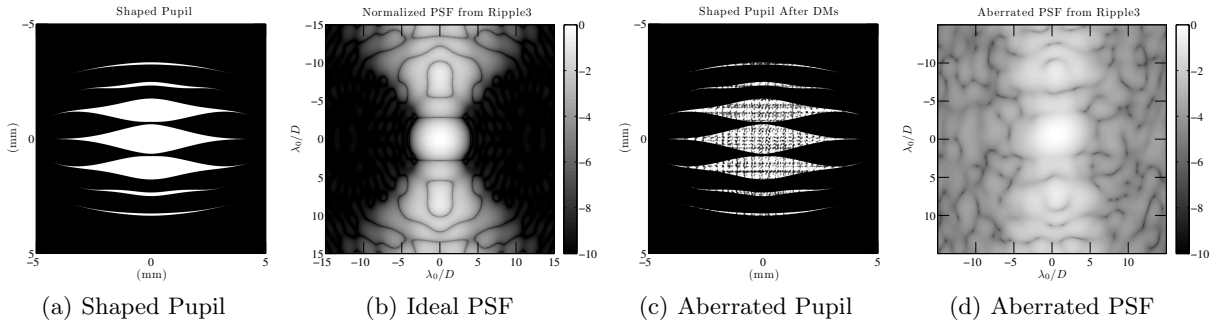 Shaped Pupil
−5
0
5
(mm)
−5
0
5
(mm)
(a) Shaped Pupil
Normalized PSF from Ripple3
−10
−5
0
5
10
15
λ0/D
−15
−10
−5
0
5
10
15
λ0/D
0
−2
−4
−6
−8
−10
(b) Ideal PSF
Shaped Pupil After DMs
−5
0
5
(mm)
−5
0
5
(mm)
(c) Aberrated Pupil
Aberrated PSF from Ripple3
−10
−5
0
5
10
λ0/D
−10
−5
0
5
10
λ0/D
0
−2
−4
−6
−8
−10
(d) Aberrated PSF